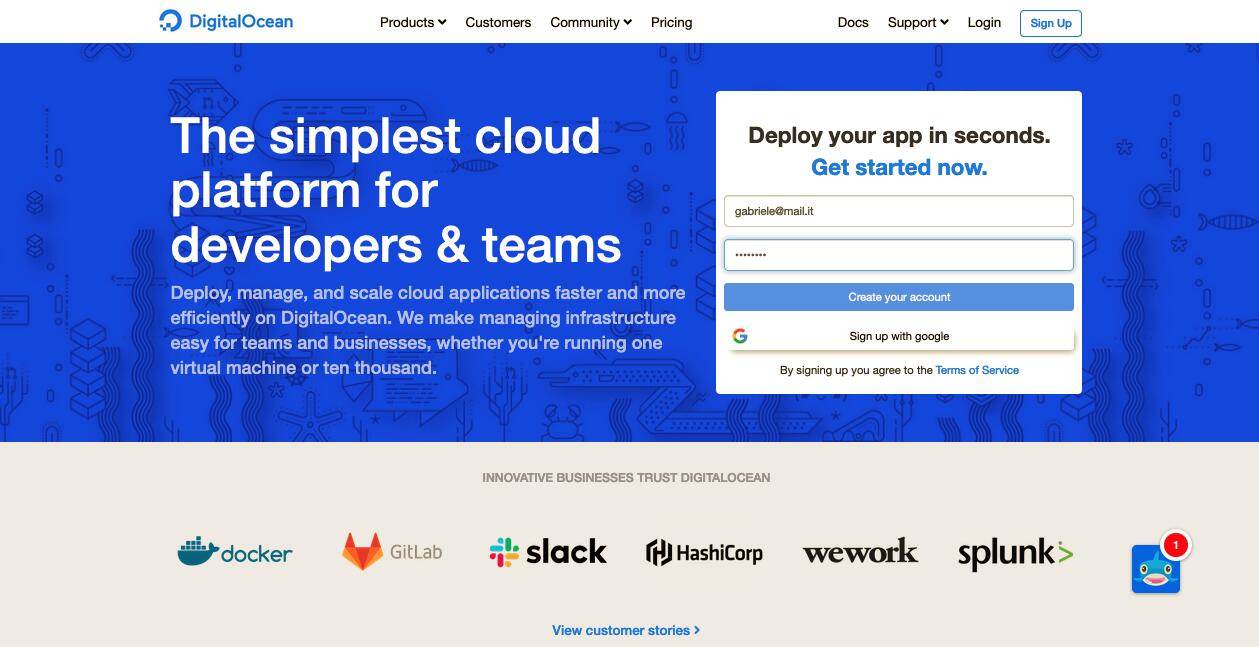 DigitalOcean
Products
Customers
Community
Pricing
Docs
Support
Login
Sign Up
The simplest cloud
platform for
developers & teams
Deploy, manage, and scale cloud applications faster and more
efficiently on DigitalOcean. We make managing infrastructure
easy for teams and businesses, whether you're running one
virtual machine or ten thousand.
Deploy your app in seconds.
Get started now.
gabriele@mail.it
••••••••
Create your account
Sign up with google
By signing up you agree to the Terms of Service
INNOVATIVE BUSINESSES TRUST DIGITALOCEAN
docker
GitLab
slack
HashiCorp
wework
splunk>
1
View customer stories